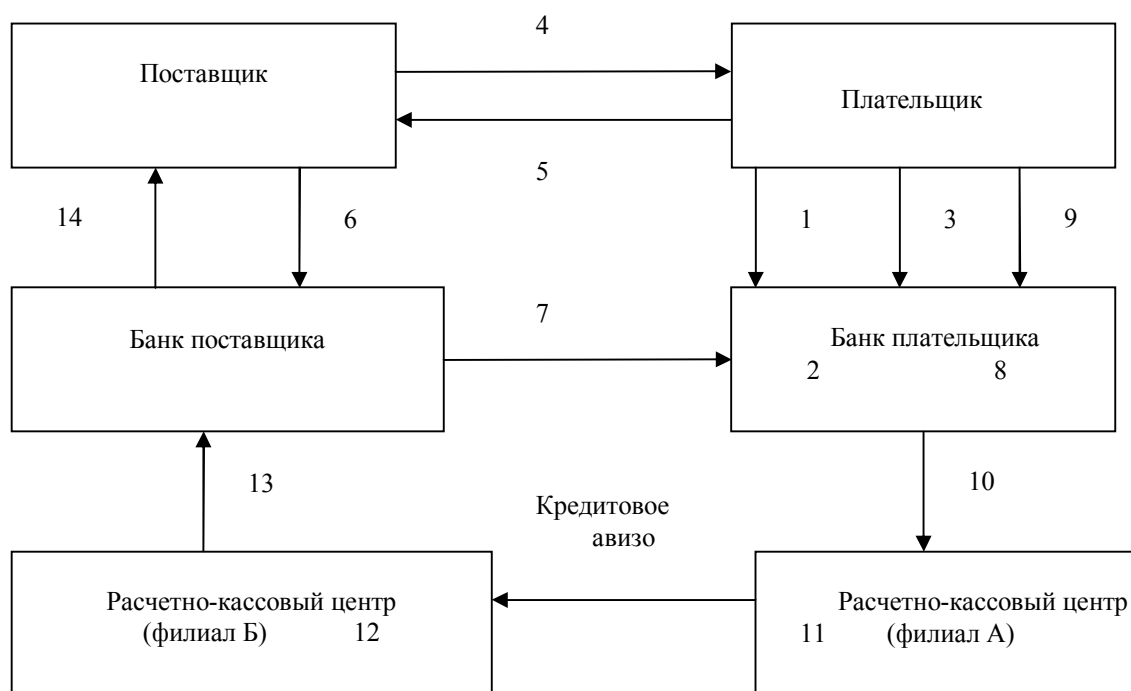 4
Поставщик
Плательщик
5
14
6
1
3
9
7
Банк поставщика
Банк плательщика
2
8
13
10
Кредитовое
авизо
Расчетно-кассовый центр
(филиал Б) 12
Расчетно-кассовый центр
11 (филиал А)